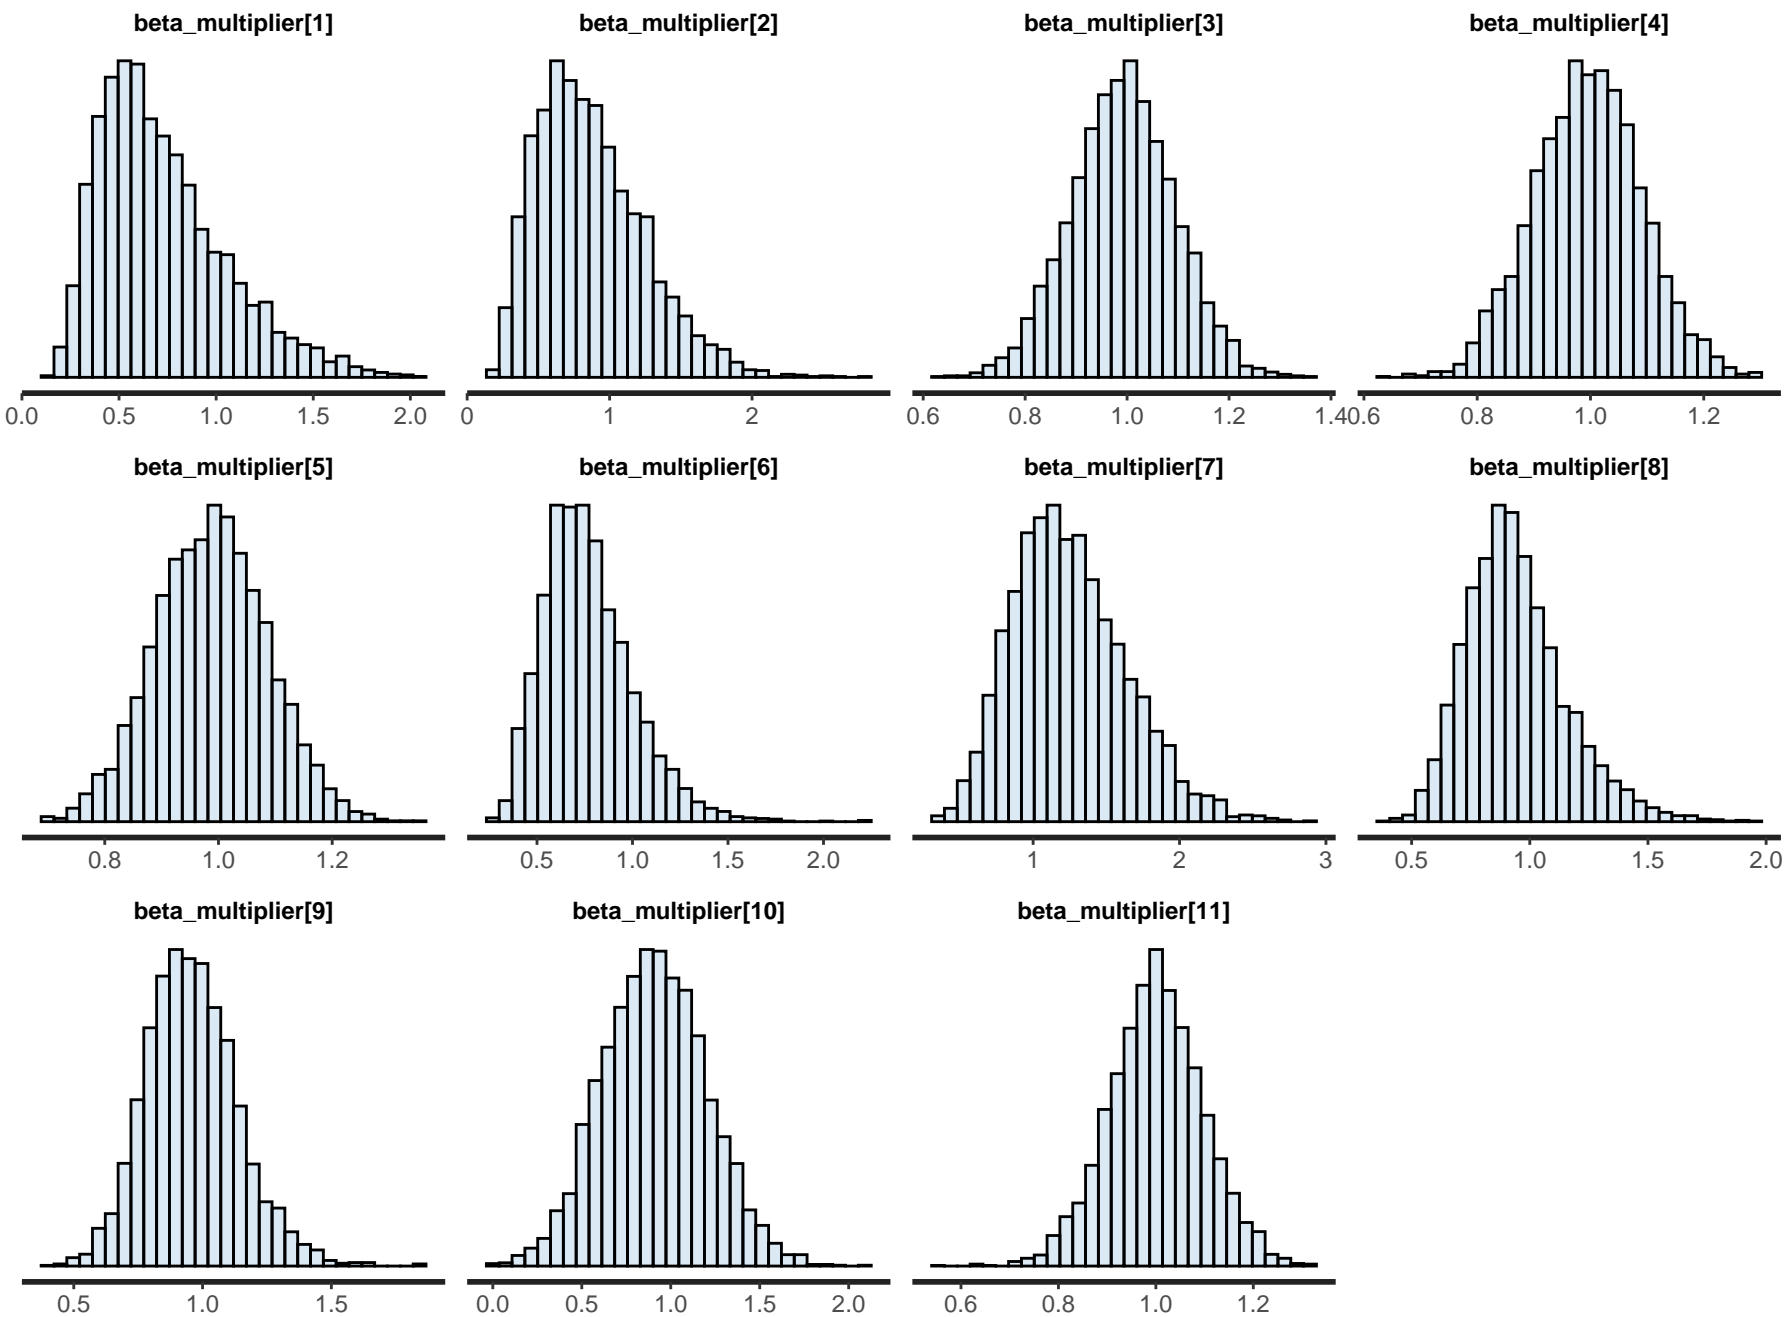 beta_multiplier[1] beta_multiplier[2] beta_multiplier[3] beta_multiplier[4]
0.0 0.5 1.0 1.5 2.0 0 1 2 0.6 0.8 1.0 1.2 1.4 0.6 0.8 1.0 1.2
beta_multiplier[5] beta_multiplier[6] beta_multiplier[7] beta_multiplier[8]
0.8 1.0 1.2 0.5 1.0 1.5 2.0 1 2 3 0.5 1.0 1.5 2.0
beta_multiplier[9] beta_multiplier[10] beta_multiplier[11]
0.5 1.0 1.5 0.0 0.5 1.0 1.5 2.0 0.6 0.8 1.0 1.2